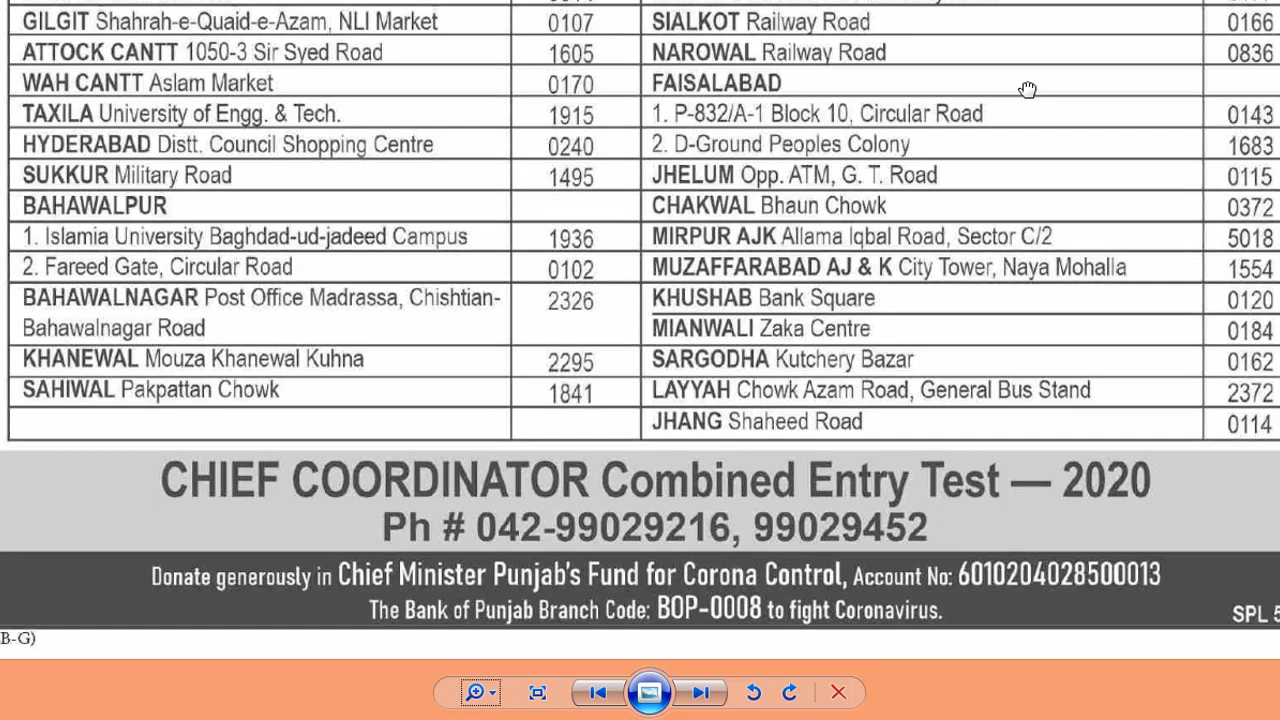 GILGIT Shahrah-e-Quaid-e-Azam, NLI Market 0107
ATTOCK CANTT 1050-3 Sir Syed Road 1605
WAH CANTT Aslam Market 0170
TAXILA University of Engg. & Tech. 1915
HYDERABAD Distt. Council Shopping Centre 0240
SUKKUR Military Road 1495
BAHAWALPUR
1. Islamia University Baghdad-ud-jadeed Campus 1936
2. Fareed Gate, Circular Road 0102
BAHAWALNAGAR Post Office Madrassa, Chishtian- 2326
Bahawalnagar Road
KHANEWAL Mouza Khanewal Kuhna 2295
SAHIWAL Pakpattan Chowk 1841
SIALKOT Railway Road 0166
NAROWAL Railway Road 0836
FAISALABAD
1. P-832/A-1 Block 10, Circular Road 0143
2. D-Ground Peoples Colony 1683
JHELUM Opp. ATM, G. T. Road 0115
CHAKWAL Bhaun Chowk 0372
MIRPUR AJK Allama Iqbal Road, Sector C/2 5018
MUZAFFARABAD AJ & K City Tower, Naya Mohalla 1554
KHUSHAB Bank Square 0120
MIANWALI Zaka Centre 0184
SARGODHA Kutchery Bazar 0162
LAYYAH Chowk Azam Road, General Bus Stand 2372
JHANG Shaheed Road 0114
CHIEF COORDINATOR Combined Entry Test — 2020
Ph # 042-99029216, 99029452
Donate generously in Chief Minister Punjab's Fund for Corona Control, Account No: 6010204028500013
The Bank of Punjab Branch Code: BOP-0008 to fight Coronavirus.
SPL 5
B-G)